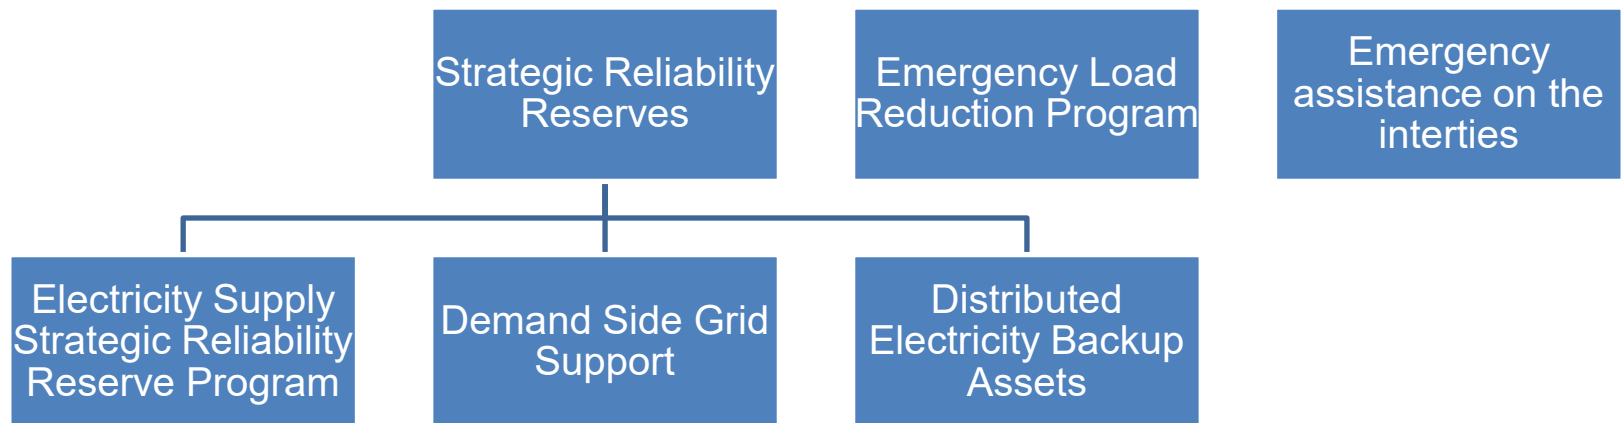 Strategic Reliability
Reserves
Emergency Load
Reduction Program
Emergency
assistance on the
interties
Electricity Supply
Strategic Reliability
Reserve Program
Demand Side Grid
Support
Distributed
Electricity Backup
Assets